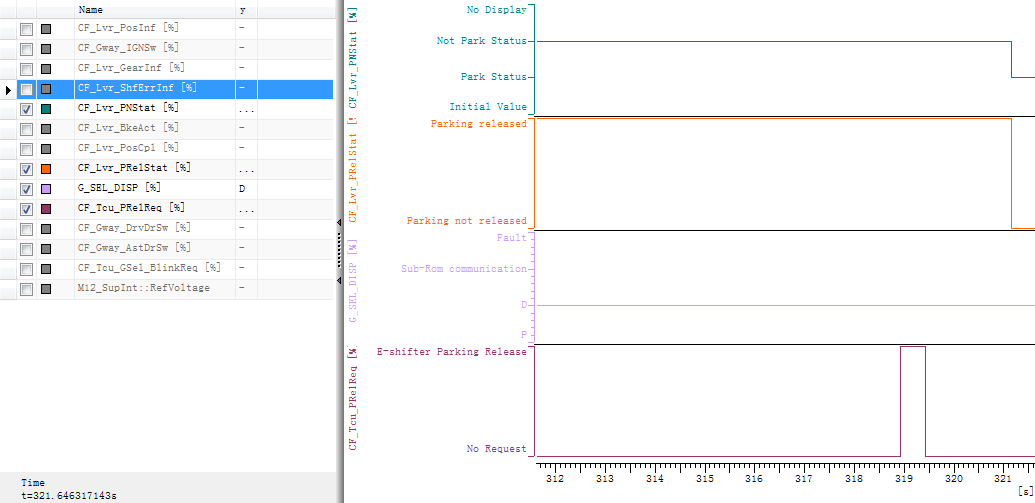 Name y
CF_Lvr_PosInf [%] -
CF_Gway_IGNSw [%] -
CF_Lvr_GearInf [%] -
CF_Lvr_ShfErrInf [%] -
CF_Lvr_PNStat [%] ...
CF_Lvr_BkeAct [%] -
CF_Lvr_PosCpl [%] -
CF_Lvr_PRelStat [%] ...
G_SEL_DISP [%] D
CF_Tcu_PRelReq [%] ...
CF_Gway_DrvDrSw [%] -
CF_Gway_AstDrSw [%] -
CF_Tcu_GSel_BlinkReq [%] -
M12_SupInt::RefVoltage -
Time
t=321.646317143s
CF_Lvr_PNStat [%]
No Display
Not Park Status
Park Status
Initial Value
CF_Lvr_PRelStat [%]
Parking released
Parking not released
G_SEL_DISP [%]
Fault
Sub-Rom communication
D
P
CF_Tcu_PRelReq [%]
E-shifter Parking Release
No Request
312 313 314 315 316 317 318 319 320 321
[s]